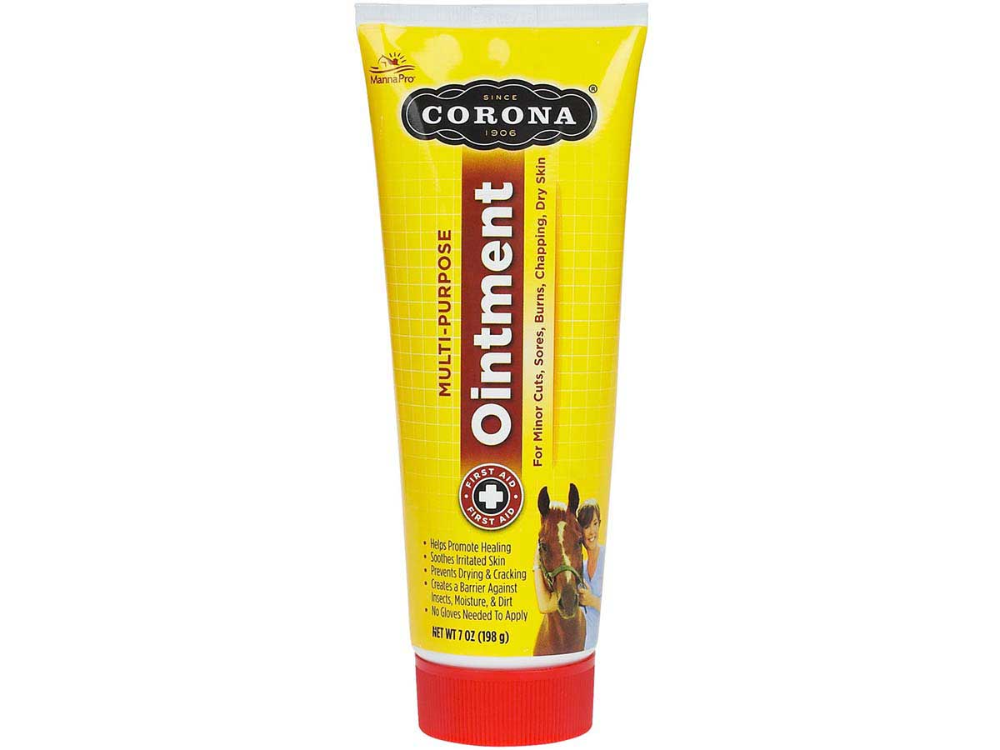 MannaPro®
SINCE
CORONA®
1906
MULTI-PURPOSE
Ointment
For Minor Cuts, Sores, Burns, Chapping, Dry Skin
FIRST AID
FIRST AID
• Helps Promote Healing
• Soothes Irritated Skin
• Prevents Drying & Cracking
• Creates a Barrier Against
Insects, Moisture, & Dirt
• No Gloves Needed To Apply
NET WT 7 OZ (198 g)